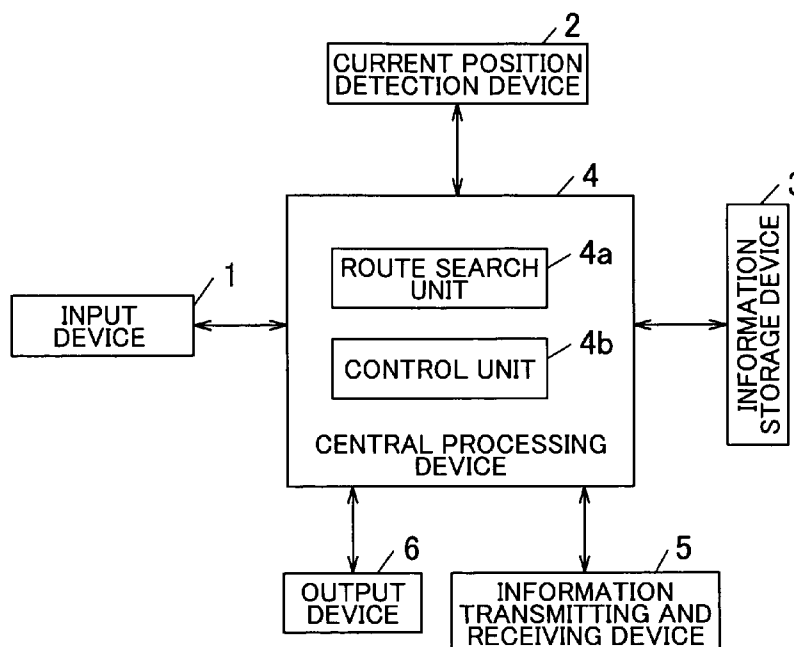 2
CURRENT POSITION
DETECTION DEVICE
4
3
4a
ROUTE SEARCH
UNIT
1
INPUT
DEVICE
INFORMATION
STORAGE DEVICE
4b
CONTROL UNIT
CENTRAL PROCESSING
DEVICE
6
OUTPUT
DEVICE
5
INFORMATION
TRANSMITTING AND
RECEIVING DEVICE